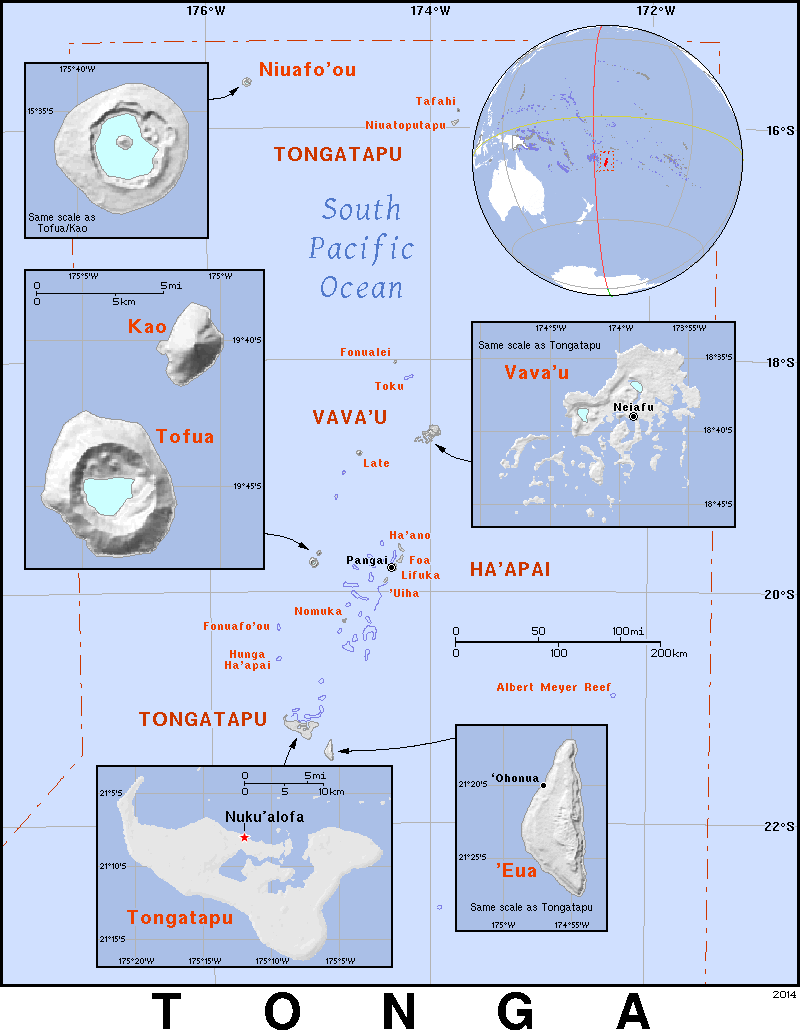 176°W
174°W
172°W
16°S
18°S
20°S
22°S
175°40'W
15°35'S
Same scale as
Tofua/Kao
Niuafo'ou
Tafahi
Niuatoputapu
TONGATAPU
South
Pacific
Ocean
175°5'W
175°W
0
5mi
0
5km
Kao
19°40'S
Tofua
19°45'S
Fonualei
Toku
VAVA'U
Late
174°5'W
174°W
173°55'W
Same scale as Tongatapu
18°35'S
Vava'u
Neiafu
18°40'S
18°45'S
Ha'ano
Pangai
Foa
Lifuka
'Uiha
HA'APAI
Nomuka
Fonuafo'ou
Hunga
Ha'apai
0
50
100mi
0
100
200km
Albert Meyer Reef
TONGATAPU
0
5mi
0
5
10km
21°5'S
Nuku'alofa
21°10'S
Tongatapu
21°15'S
175°20'W
175°15'W
175°10'W
175°5'W
'Ohonua
21°20'S
21°25'S
'Eua
Same scale as Tongatapu
175°W
174°55'W
2014
T O N G A